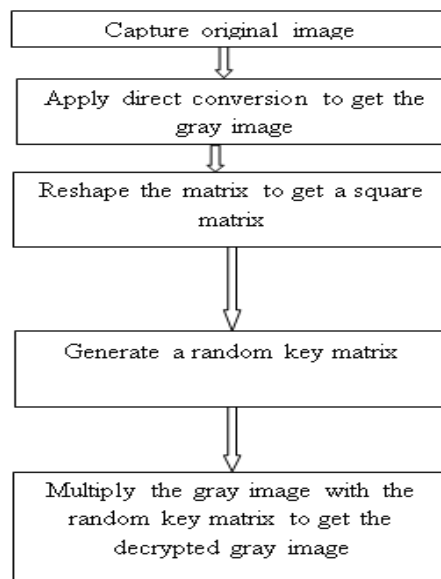 Capture original image
Apply direct conversion to get the
gray image
Reshape the matrix to get a square
matrix
Generate a random key matrix
Multiply the gray image with the
random key matrix to get the
decrypted gray image